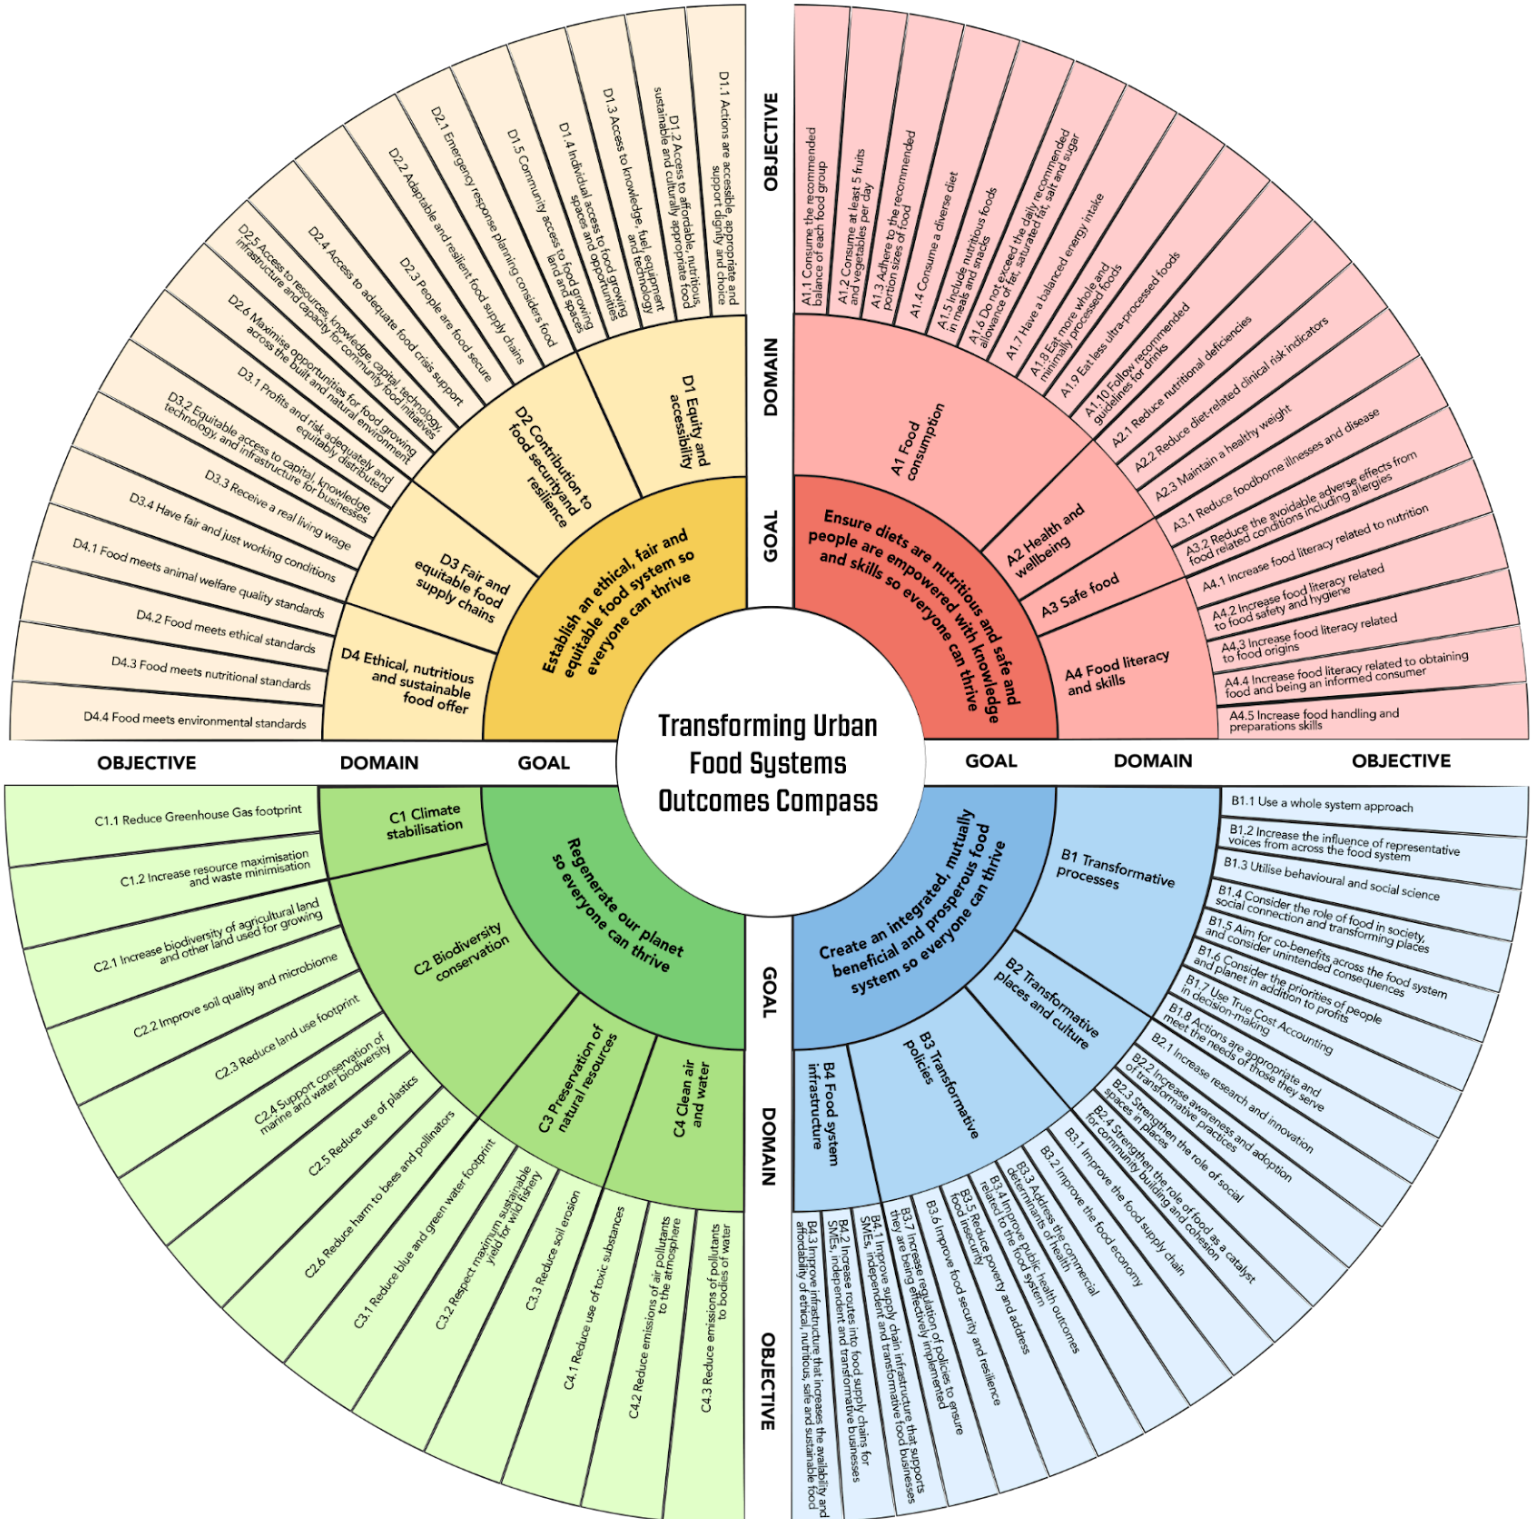 Transforming Urban
Food Systems
Outcomes Compass
OBJECTIVE
DOMAIN
GOAL
GOAL
DOMAIN
OBJECTIVE
OBJECTIVE
DOMAIN
GOAL
GOAL
DOMAIN
OBJECTIVE
Ensure diets are nutritious and safe and
people are empowered with knowledge
and skills so everyone can thrive
A1 Food
consumption
A2 Health and
wellbeing
A3 Safe food
A4 Food literacy
and skills
A1.1 Consume the recommended
balance of each food group
A1.2 Consume at least 5 fruits
and vegetables per day
A1.3 Adhere to the recommended
portion sizes of food
A1.4 Consume a diverse diet
A1.5 Include nutritious foods
in meals and snacks
A1.6 Do not exceed the daily recommended
allowance of fat, saturated fat, salt and sugar
A1.7 Have a balanced energy intake
A1.8 Eat more whole and
minimally processed foods
A1.9 Eat less ultra-processed foods
A1.10 Follow recommended
guidelines for drinks
A2.1 Reduce nutritional deficiencies
A2.2 Reduce diet-related clinical risk indicators
A2.3 Maintain a healthy weight
A3.1 Reduce foodborne illnesses and disease
A3.2 Reduce the avoidable adverse effects from
food related conditions including allergies
A4.1 Increase food literacy related to nutrition
A4.2 Increase food literacy related
to food safety and hygiene
A4.3 Increase food literacy related
to food origins
A4.4 Increase food literacy related to obtaining
food and being an informed consumer
A4.5 Increase food handling and
preparations skills
Create an integrated, mutually
beneficial and prosperous food
system so everyone can thrive
B1 Transformative
processes
B2 Transformative
places and culture
B3 Transformative
policies
B4 Food system
infrastructure
B1.1 Use a whole system approach
B1.2 Increase the influence of representative
voices from across the food system
B1.3 Utilise behavioural and social science
B1.4 Consider the role of food in society,
social connection and transforming places
B1.5 Aim for co-benefits across the food system
and consider unintended consequences
B1.6 Consider the priorities of people
and planet in addition to profits
B1.7 Use True Cost Accounting
in decision-making
B1.8 Actions are appropriate and
meet the needs of those they serve
B2.1 Increase research and innovation
B2.2 Increase awareness and adoption
of transformative practices
B2.3 Strengthen the role of social
spaces in places
B2.4 Strengthen the role of food as a catalyst
for community building and cohesion
B3.1 Improve the food supply chain
B3.2 Improve the food economy
B3.3 Address the commercial
determinants of health
B3.4 Improve public health outcomes
related to the food system
B3.5 Reduce poverty and address
food insecurity
B3.6 Improve food security and resilience
B3.7 Increase regulation of policies to ensure
they are being effectively implemented
B4.1 Improve supply chain infrastructure that supports
SMEs, independent and transformative food businesses
B4.2 Increase routes into food supply chains for
SMEs, independent and transformative businesses
B4.3 Improve infrastructure that increases the availability and
affordability of ethical, nutritious, safe and sustainable food
Regenerate our planet
so everyone can thrive
C1 Climate
stabilisation
C2 Biodiversity
conservation
C3 Preservation of
natural resources
C4 Clean air
and water
C1.1 Reduce Greenhouse Gas footprint
C1.2 Increase resource maximisation
and waste minimisation
C2.1 Increase biodiversity of agricultural land
and other land used for growing
C2.2 Improve soil quality and microbiome
C2.3 Reduce land use footprint
C2.4 Support conservation of
marine and water biodiversity
C2.5 Reduce use of plastics
C2.6 Reduce harm to bees and pollinators
C3.1 Reduce blue and green water footprint
C3.2 Respect maximum sustainable
yield for wild fishery
C3.3 Reduce soil erosion
C4.1 Reduce use of toxic substances
C4.2 Reduce emissions of air pollutants
to the atmosphere
C4.3 Reduce emissions of pollutants
to bodies of water
Establish an ethical, fair and
equitable food system so
everyone can thrive
D1 Equity and
accessibility
D2 Contribution to
food securityand
resilience
D3 Fair and
equitable food
supply chains
D4 Ethical, nutritious
and sustainable
food offer
D1.1 Actions are accessible, appropriate and
support dignity and choice
D1.2 Access to affordable, nutritious,
sustainable and culturally appropriate food
D1.3 Access to knowledge, fuel, equipment
and technology
D1.4 Individual access to food growing
spaces and opportunities
D1.5 Community access to food growing
land and spaces
D2.1 Emergency response planning considers food
D2.2 Adaptable and resilient food supply chains
D2.3 People are food secure
D2.4 Access to adequate food crisis support
D2.5 Access to resources, knowledge, capital, technology,
infrastructure and capacity for community food initiatives
D2.6 Maximise opportunities for food growing
across the built and natural environment
D3.1 Profits and risk adequately and
equitably distributed
D3.2 Equitable access to capital, knowledge,
technology, and infrastructure for businesses
D3.3 Receive a real living wage
D3.4 Have fair and just working conditions
D4.1 Food meets animal welfare quality standards
D4.2 Food meets ethical standards
D4.3 Food meets nutritional standards
D4.4 Food meets environmental standards